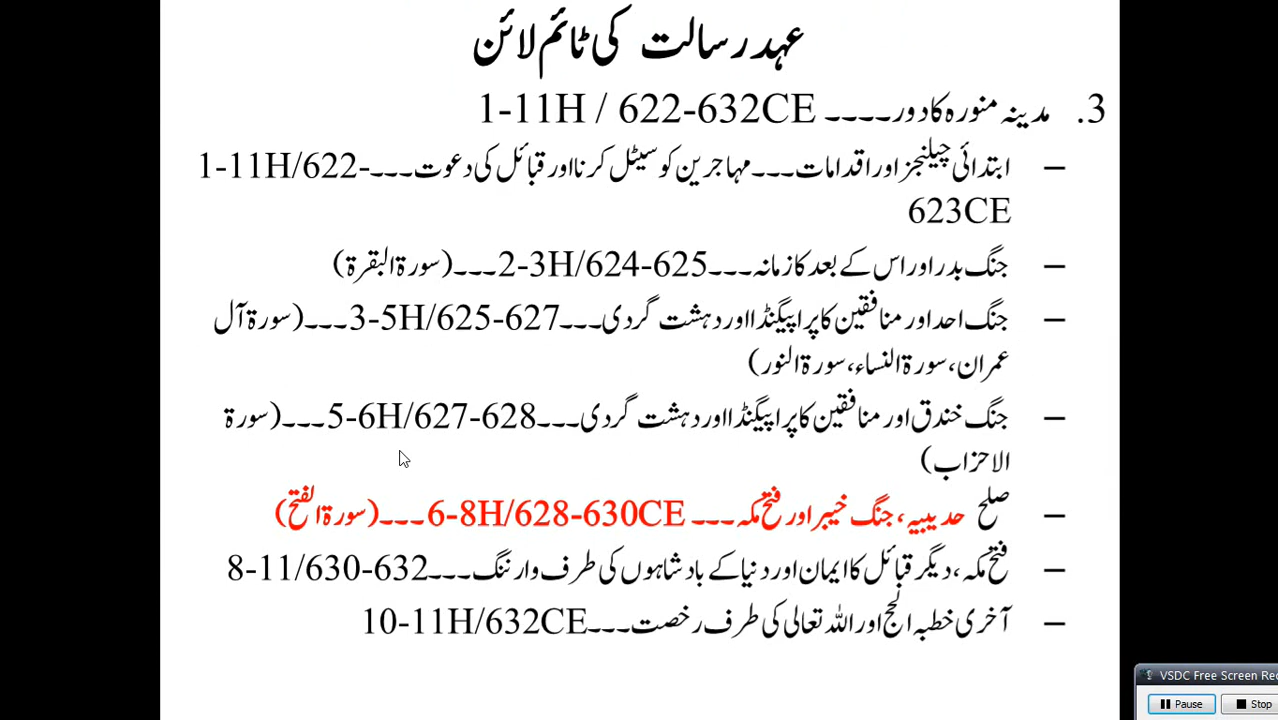 عہد رسالت کی ٹائم لائن
3. مدینہ منورہ کا دور ---- 1-11H / 622-632CE
– ابتدائی چیلنجز اور اقدامات---مہاجرین کو سیٹل کرنا اور قبائل کی دعوت---1-11H/622-
623CE
– جنگ بدر اور اس کے بعد کا زمانہ---2-3H/624-625---(سورۃ البقرۃ)
– جنگ احد اور منافقین کا پراپیگنڈا اور دہشت گردی---3-5H/625-627---(سورۃ آل
عمران، سورۃ النساء، سورۃ النور)
– جنگ خندق اور منافقین کا پراپیگنڈا اور دہشت گردی---5-6H/627-628---(سورۃ
الاحزاب)
– صلح حدیبیہ، جنگ خیبر اور فتح مکہ--- 6-8H/628-630CE---(سورۃ الفتح)
– فتح مکہ، دیگر قبائل کا ایمان اور دنیا کے بادشاہوں کی طرف وارننگ---8-11/630-632
– آخری خطبہ الحج اور اللہ تعالی کی طرف رخصت---10-11H/632CE
VSDC Free Screen Rec
Pause Stop